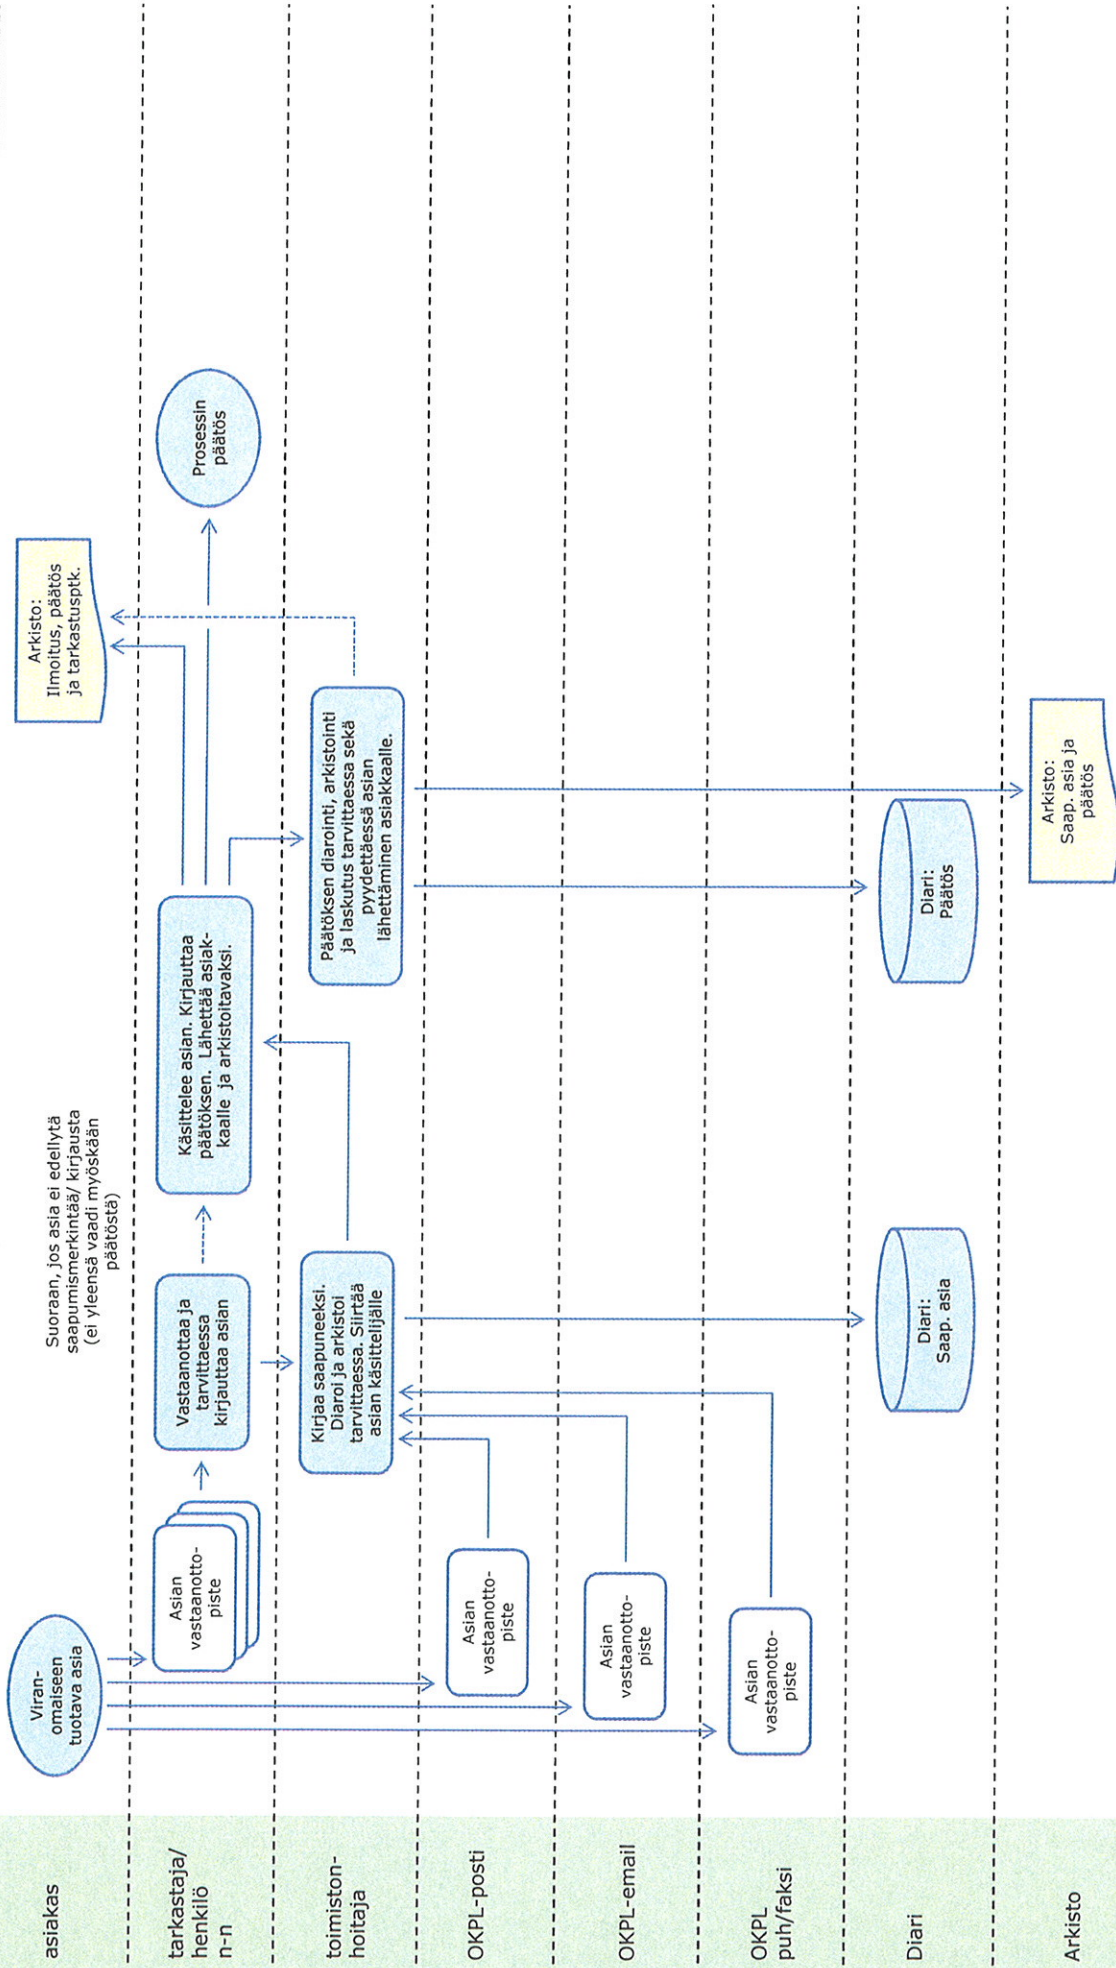 asiakas
Viran-
omaiseen
tuotava asia
Suoraan, jos asia ei edellytä
saapumismerkintää/ kirjausta
(ei yleensä vaadi myöskään
päätöstä)
Arkisto:
Ilmoitus, päätös
ja tarkastusptk.
tarkastaja/
henkilö
n-n
Asian
vastaanotto-
piste
Vastaanottaa ja
tarvittaessa
kirjauttaa asian
Käsittelee asian. Kirjauttaa
päätöksen. Lähettää asiak-
kaalle ja arkistoitavaksi.
Prosessin
päätös
toimiston-
hoitaja
Kirjaa saapuneeksi.
Diaroi ja arkistoi
tarvittaessa. Siirtää
asian käsittelijälle
Päätöksen diarointi, arkistointi
ja laskutus tarvittaessa sekä
pyydettäessä asian
lähettäminen asiakkaalle.
OKPL-posti
Asian
vastaanotto-
piste
OKPL-email
Asian
vastaanotto-
piste
OKPL
puh/faksi
Asian
vastaanotto-
piste
Diari
Diari:
Saap. asia
Diari:
Päätös
Arkisto
Arkisto:
Saap. asia ja
päätös